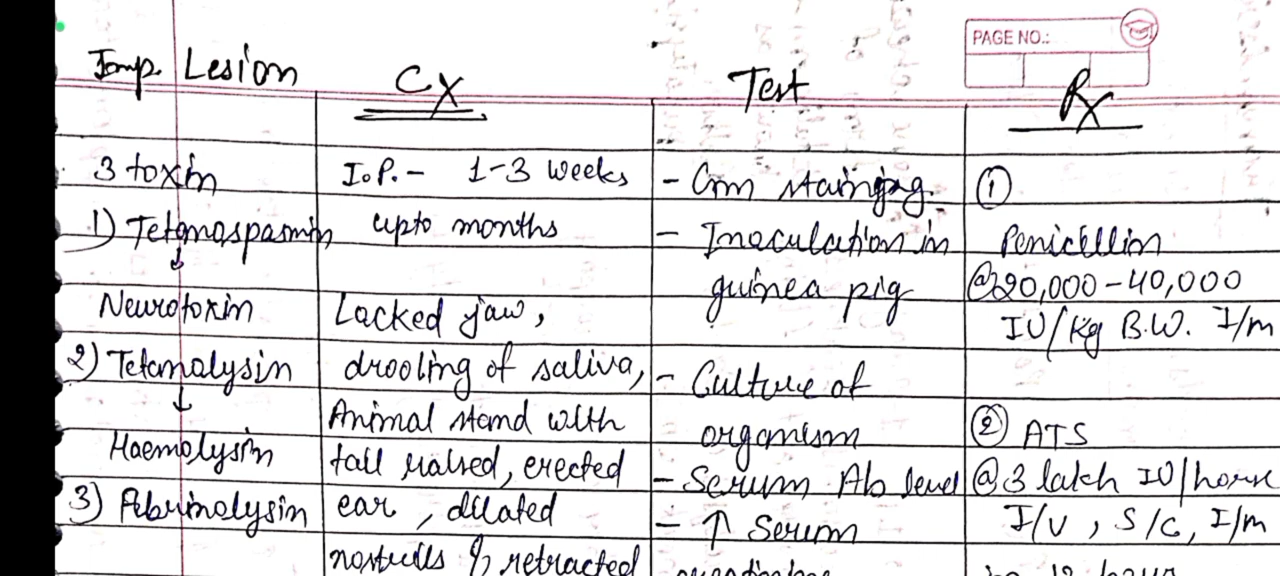 PAGE NO.:
Imp. Lesion
CX
Test
Rx
3 toxin
1) Tetanospasmin
↓
Neurotoxin
2) Tetanolysin
↓
Haemolysin
3) Fibrinolysin
I.P. - 1-3 weeks
upto months
Locked jaw,
drooling of saliva,
Animal stand with
tail raised, erected
ear, dilated
nostrils & retracted
- Gm staining.
- Inoculation in
guinea pig
- Culture of
organism
- Serum Ab level
- ↑ Serum
①
Penicillin
@20,000-40,000
IU/Kg B.W. I/m
② ATS
@3 lakh IU/horse
I/V, S/C, I/m
12 hour